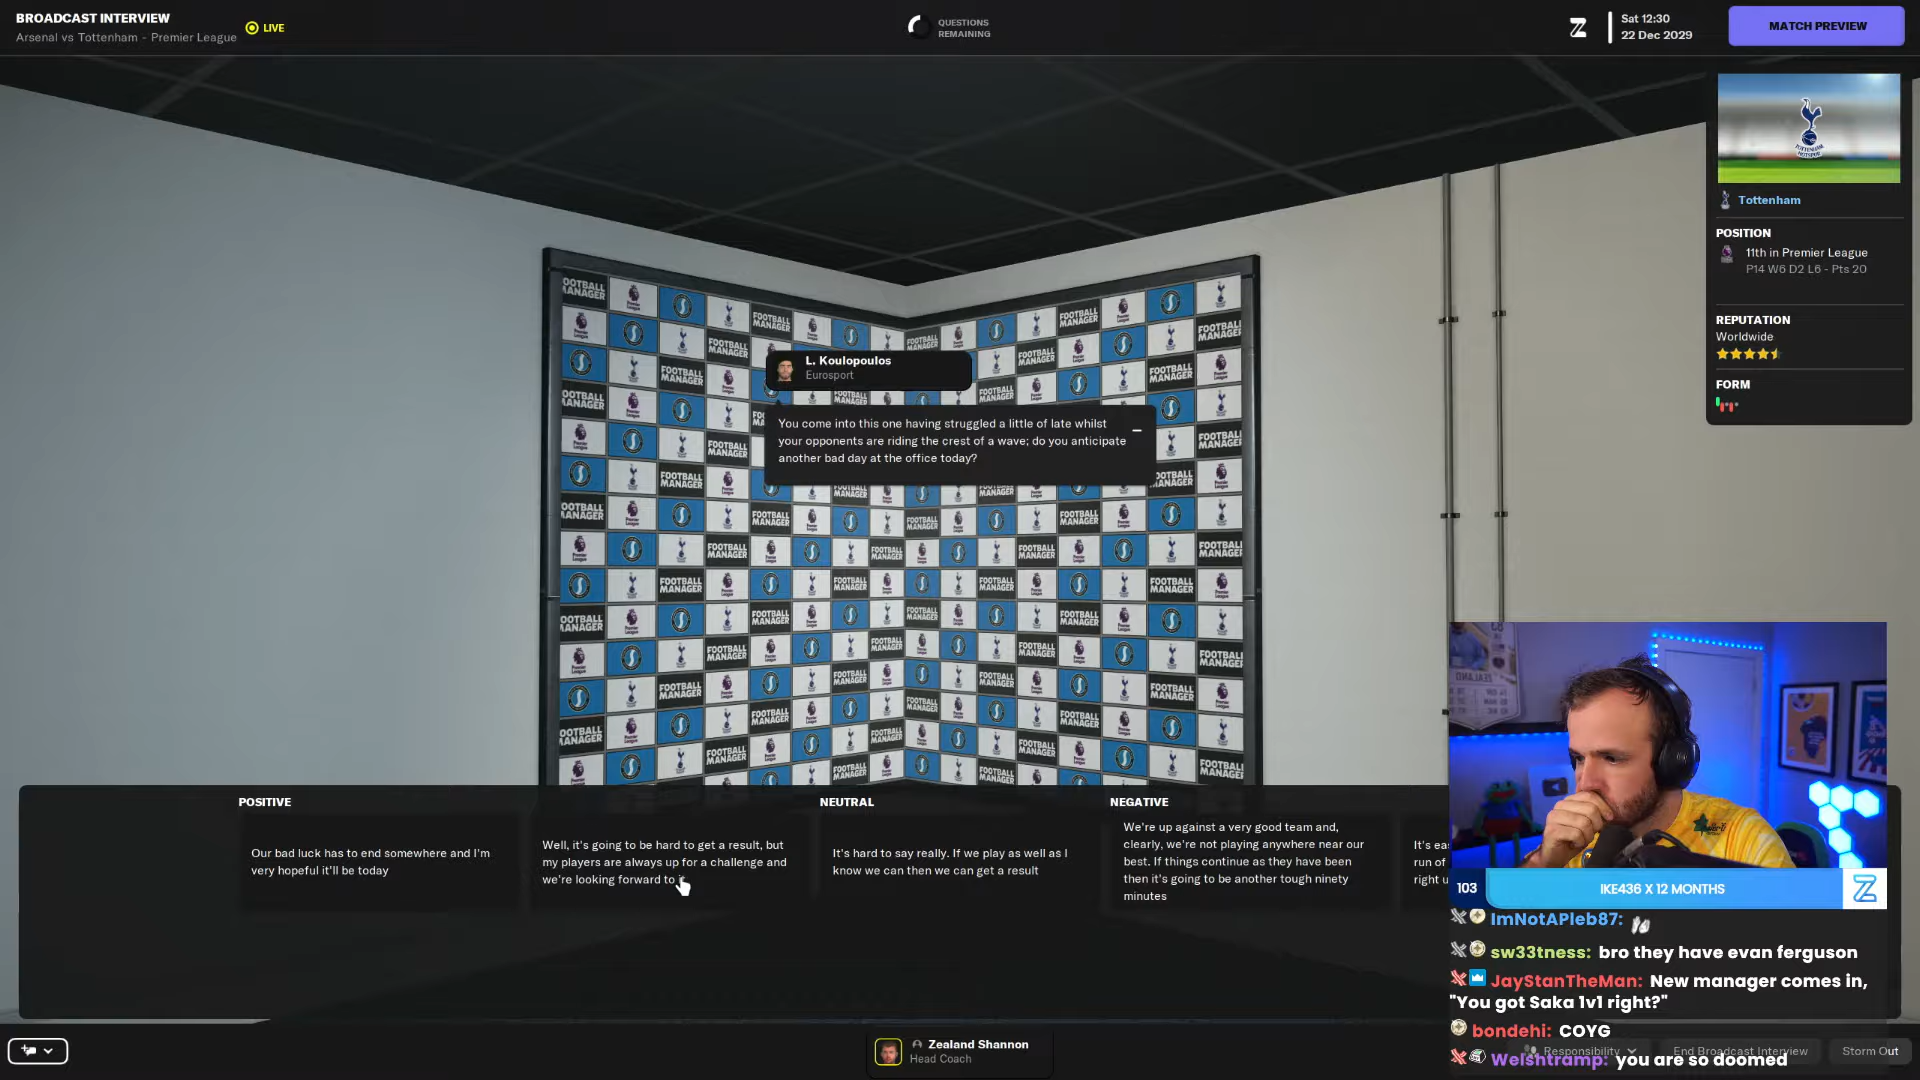 BROADCAST INTERVIEW
Arsenal vs Tottenham - Premier League
LIVE
QUESTIONS
REMAINING
Sat 12:30
22 Dec 2029
MATCH PREVIEW
Tottenham
POSITION
11th in Premier League
P14 W6 D2 L6 - Pts 20
REPUTATION
Worldwide
FORM
L. Koulopoulos
Eurosport
You come into this one having struggled a little of late whilst
your opponents are riding the crest of a wave; do you anticipate
another bad day at the office today?
FOOTBALL MANAGER
Premier League
POSITIVE
NEUTRAL
NEGATIVE
Our bad luck has to end somewhere and I'm
very hopeful it'll be today
Well, it's going to be hard to get a result, but
my players are always up for a challenge and
we're looking forward to
It's hard to say really. If we play as well as I
know we can then we can get a result
We're up against a very good team and,
clearly, we're not playing anywhere near our
best. If things continue as they have been
then it's going to be another tough ninety
minutes
It's ea
run of
right u
103
IKE436 X 12 MONTHS
ImNotAPleb87:
sw33tness: bro they have evan ferguson
JayStanTheMan: New manager comes in,
"You got Saka 1v1 right?"
bondehi: COYG
Welshtramp: you are so doomed
Zealand Shannon
Head Coach
Responsibility
End Broadcast Interview
Storm Out